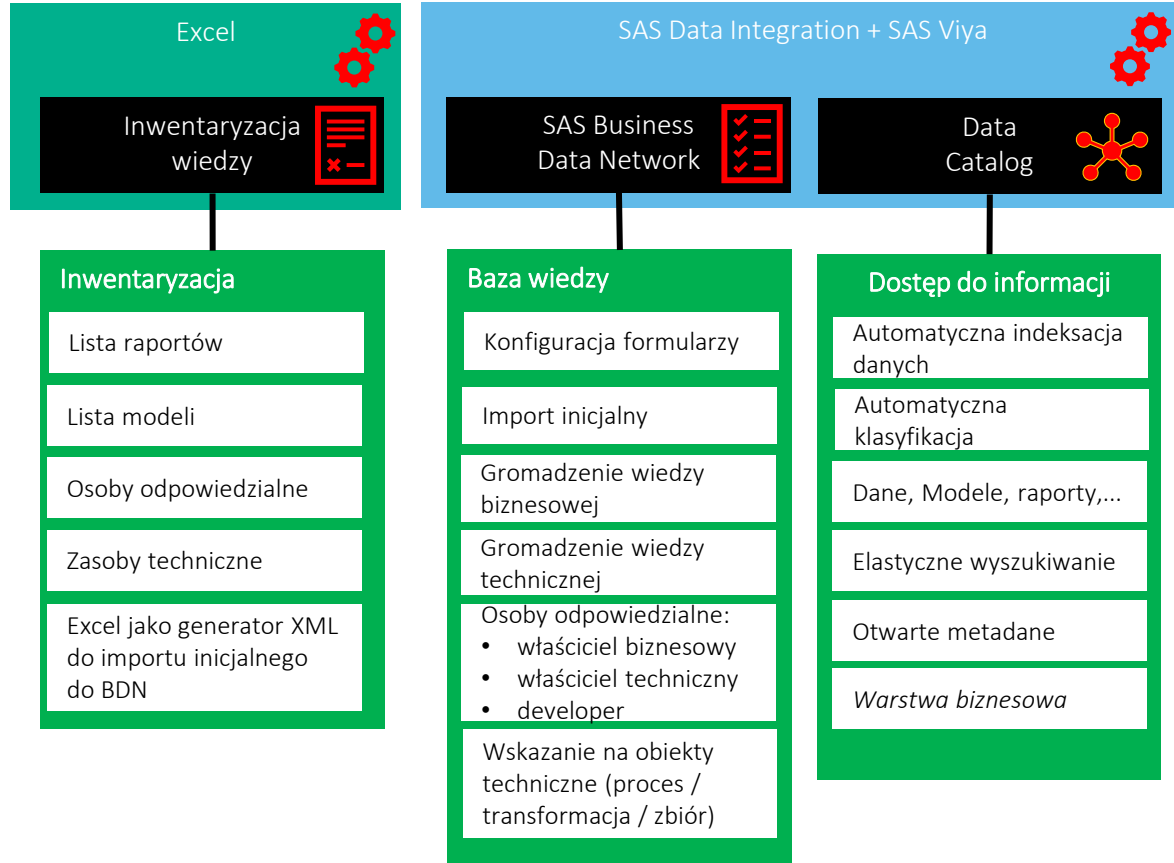 Excel
SAS Data Integration + SAS Viya
Inwentaryzacja
wiedzy
SAS Business
Data Network
Data
Catalog
Inwentaryzacja
Lista raportów
Lista modeli
Osoby odpowiedzialne
Zasoby techniczne
Excel jako generator XML
do importu inicjalnego
do BDN
Baza wiedzy
Konfiguracja formularzy
Import inicjalny
Gromadzenie wiedzy
biznesowej
Gromadzenie wiedzy
technicznej
Osoby odpowiedzialne:
• właściciel biznesowy
• właściciel techniczny
• developer
Wskazanie na obiekty
techniczne (proces /
transformacja / zbiór)
Dostęp do informacji
Automatyczna indeksacja
danych
Automatyczna
klasyfikacja
Dane, Modele, raporty,...
Elastyczne wyszukiwanie
Otwarte metadane
Warstwa biznesowa